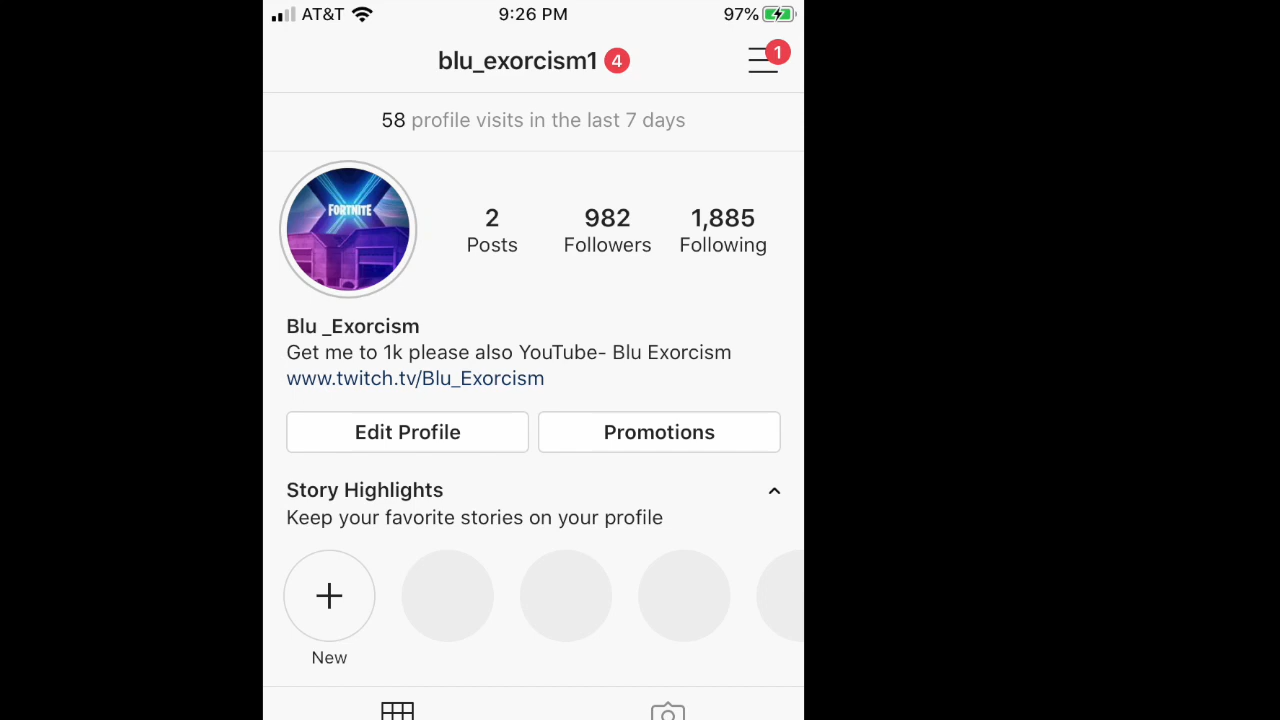 AT&T 9:26 PM 97%
blu_exorcism1 4 1
58 profile visits in the last 7 days
FORTNITE
2 982 1,885
Posts Followers Following
Blu _Exorcism
Get me to 1k please also YouTube- Blu Exorcism
www.twitch.tv/Blu_Exorcism
Edit Profile Promotions
Story Highlights
Keep your favorite stories on your profile
New